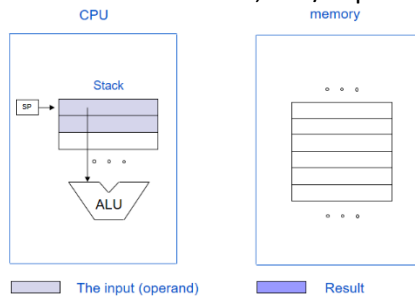 CPU
memory
Stack
SP
ALU
The input (operand)
Result